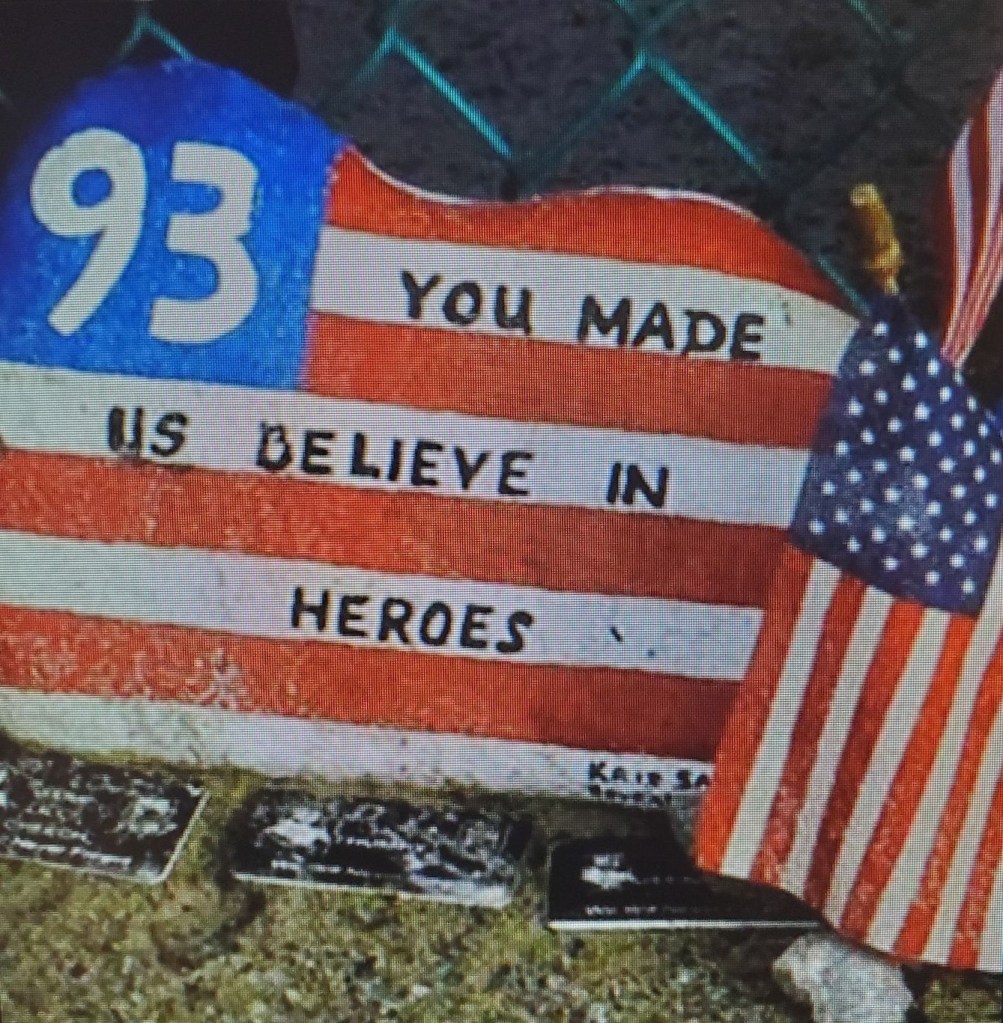 93
YOU MADE
US BELIEVE IN
HEROES